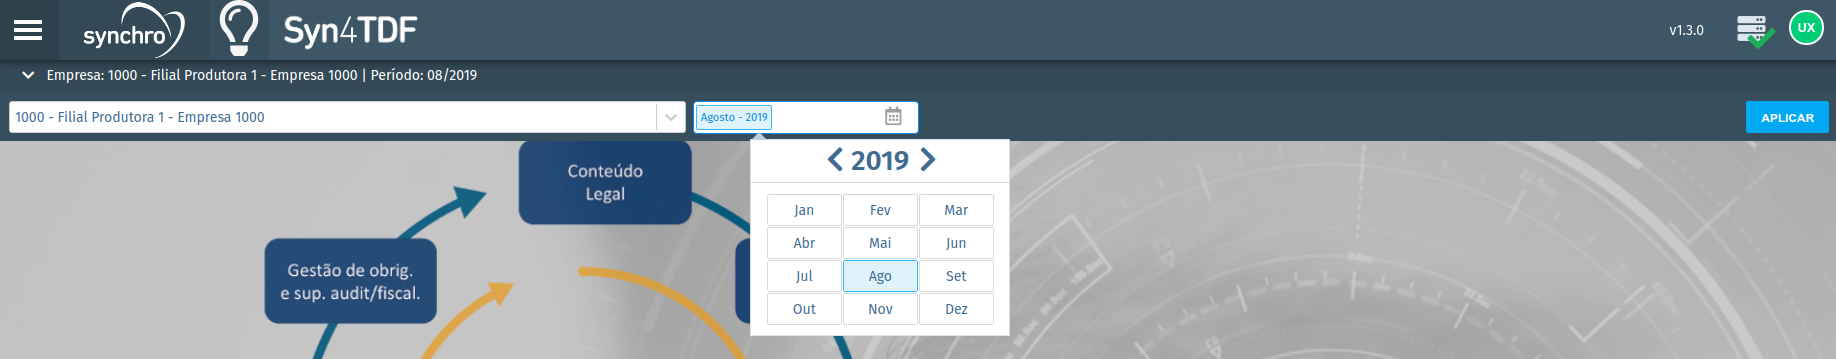 synchro
Syn4TDF
v1.3.0
UX
Empresa: 1000 - Filial Produtora 1 - Empresa 1000 | Período: 08/2019
1000 - Filial Produtora 1 - Empresa 1000
Agosto - 2019
APLICAR
2019
Jan Fev Mar
Abr Mai Jun
Jul Ago Set
Out Nov Dez
Conteúdo
Legal
Gestão de obrig.
e sup. audit/fiscal.